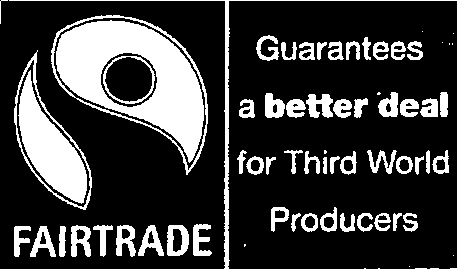 FAIRTRADE
Guarantees
a better deal
for Third World
Producers